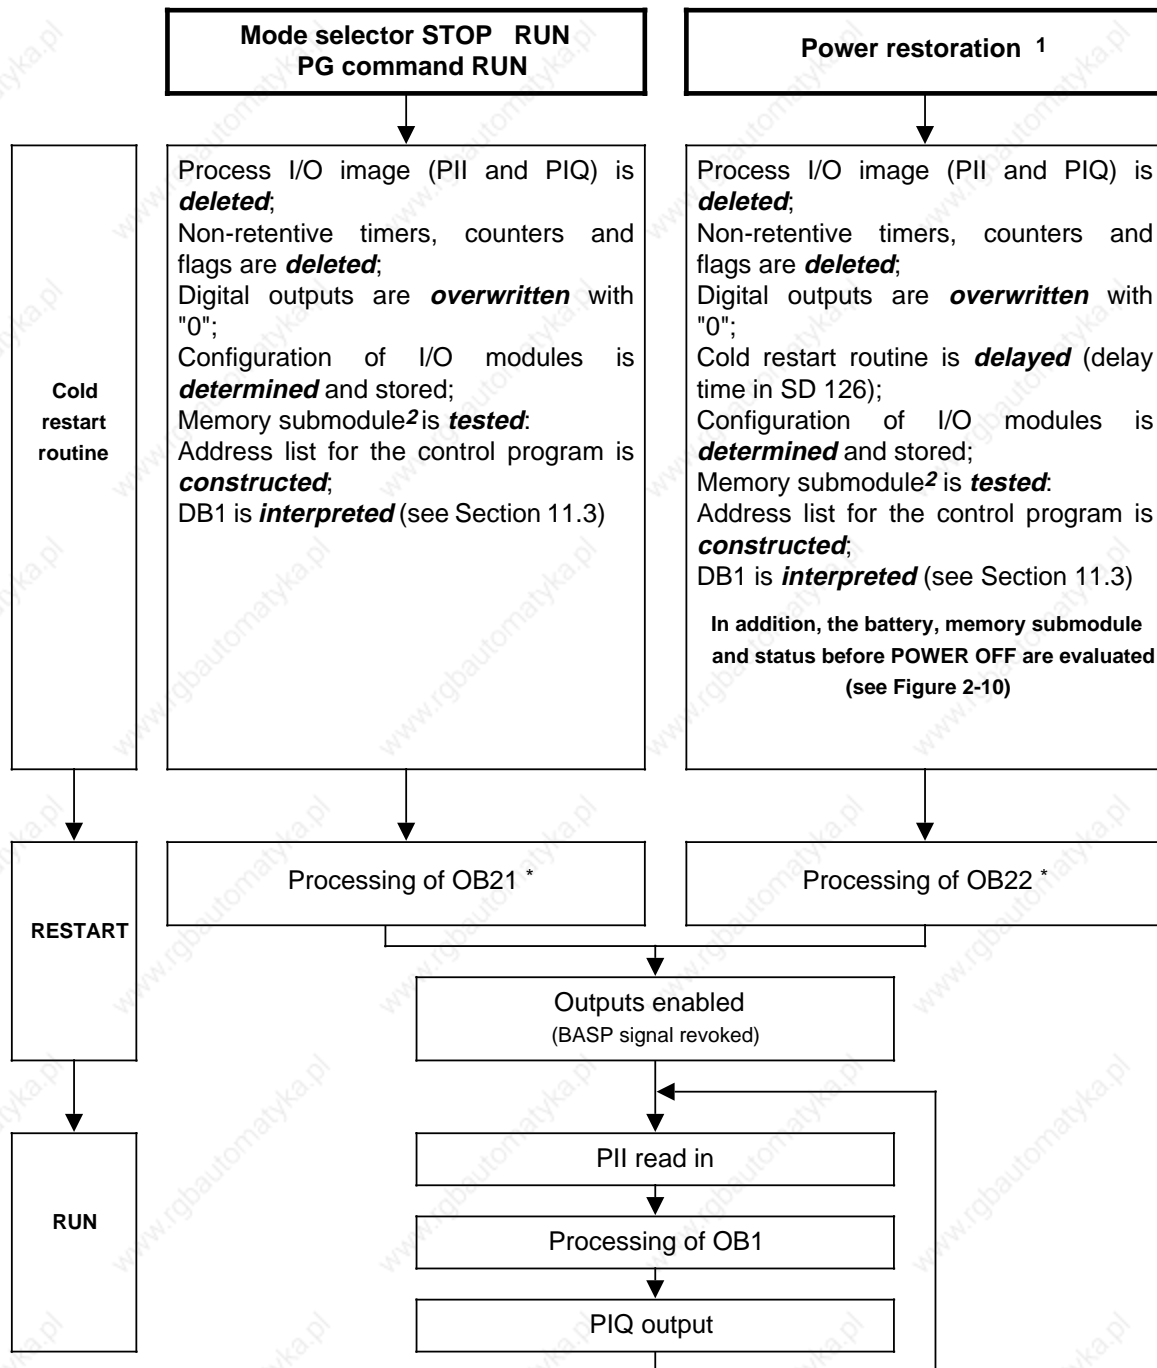 Mode selector STOP RUN
PG command RUN
Power restoration 1
Cold
restart
routine
Process I/O image (PII and PIQ) is
deleted;
Non-retentive timers, counters and
flags are deleted;
Digital outputs are overwritten with
"0";
Configuration of I/O modules is
determined and stored;
Memory submodule2 is tested:
Address list for the control program is
constructed;
DB1 is interpreted (see Section 11.3)
Process I/O image (PII and PIQ) is
deleted;
Non-retentive timers, counters and
flags are deleted;
Digital outputs are overwritten with
"0";
Cold restart routine is delayed (delay
time in SD 126);
Configuration of I/O modules is
determined and stored;
Memory submodule2 is tested:
Address list for the control program is
constructed;
DB1 is interpreted (see Section 11.3)
In addition, the battery, memory submodule
and status before POWER OFF are evaluated
(see Figure 2-10)
RESTART
Processing of OB21 *
Processing of OB22 *
Outputs enabled
(BASP signal revoked)
RUN
PII read in
Processing of OB1
PIQ output
www.rgbautomatyka.pl